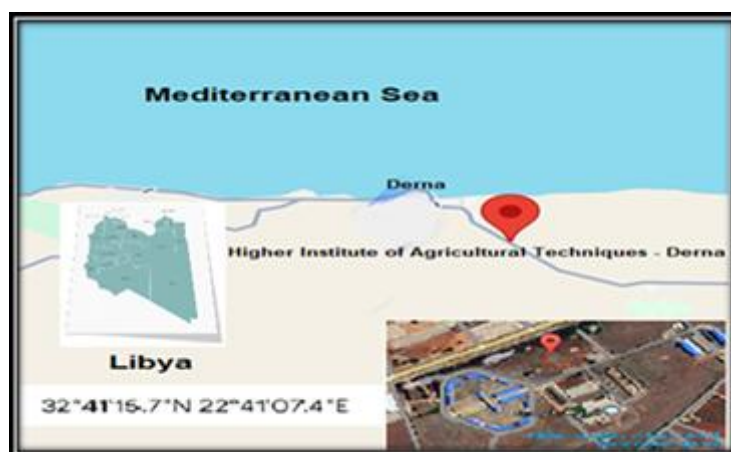 Mediterranean Sea
Derna
Higher Institute of Agricultural Techniques - Derna
Libya
32°41'15.7"N 22°41'07.4"E